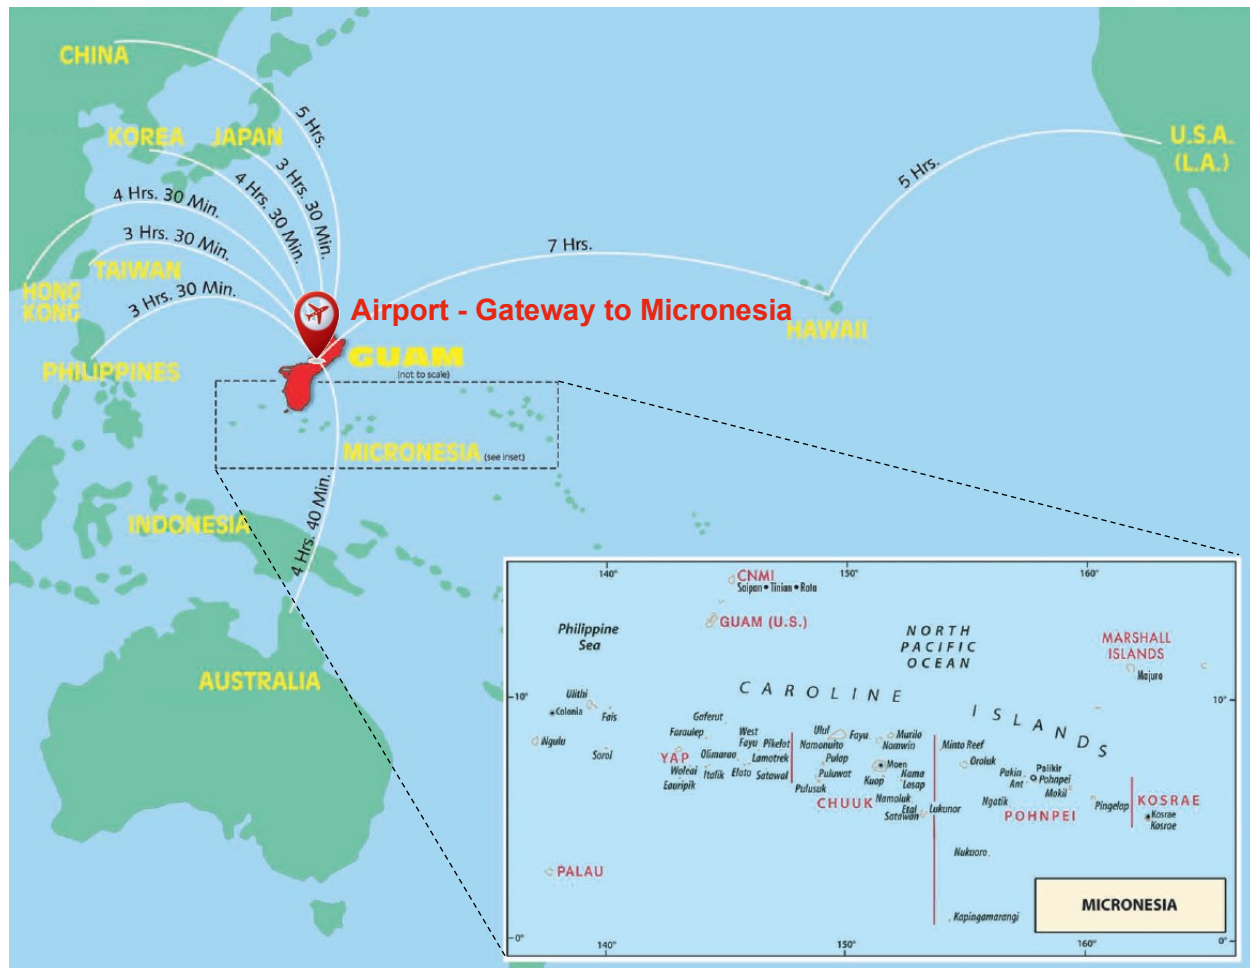 CHINA
5 Hrs.
KOREA
JAPAN
3 Hrs. 30 Min.
4 Hrs. 30 Min.
4 Hrs. 30 Min.
3 Hrs. 30 Min.
TAIWAN
HONG
KONG
3 Hrs. 30 Min.
PHILIPPINES
U.S.A.
(L.A.)
5 Hrs.
7 Hrs.
HAWAII
Airport - Gateway to Micronesia
GUAM
(not to scale)
MICRONESIA (see inset)
INDONESIA
4 Hrs. 40 Min.
AUSTRALIA
140°
150°
160°
CNMI
Saipan • Tinian • Rota
GUAM (U.S.)
Philippine
Sea
NORTH
PACIFIC
OCEAN
MARSHALL
ISLANDS
Majuro
10°
10°
CAROLINE ISLANDS
Ulithi
Colonia
Fais
Ngulu
Sorol
Gaferut
Faraulep
West
Fayu
Pikelot
YAP
Olimarao
Lamotrek
Woleai
Italik
Elato
Satawal
Eauripik
Ulul
Fayu
Murilo
Namonuito
Nomwin
Pulap
Moen
Puluwat
Kuop
Nama
Losap
Pulusuk
CHUUK
Namoluk
Etal
Lukunor
Satawan
Minto Reef
Oroluk
Pakin
Palikir
Ant
Pohnpei
Mokil
Ngatik
POHNPEI
Pingelap
KOSRAE
Kosrae
Kosrae
Nukuoro
PALAU
Kapingamarangi
MICRONESIA
0°
140°
150°
160°
0°